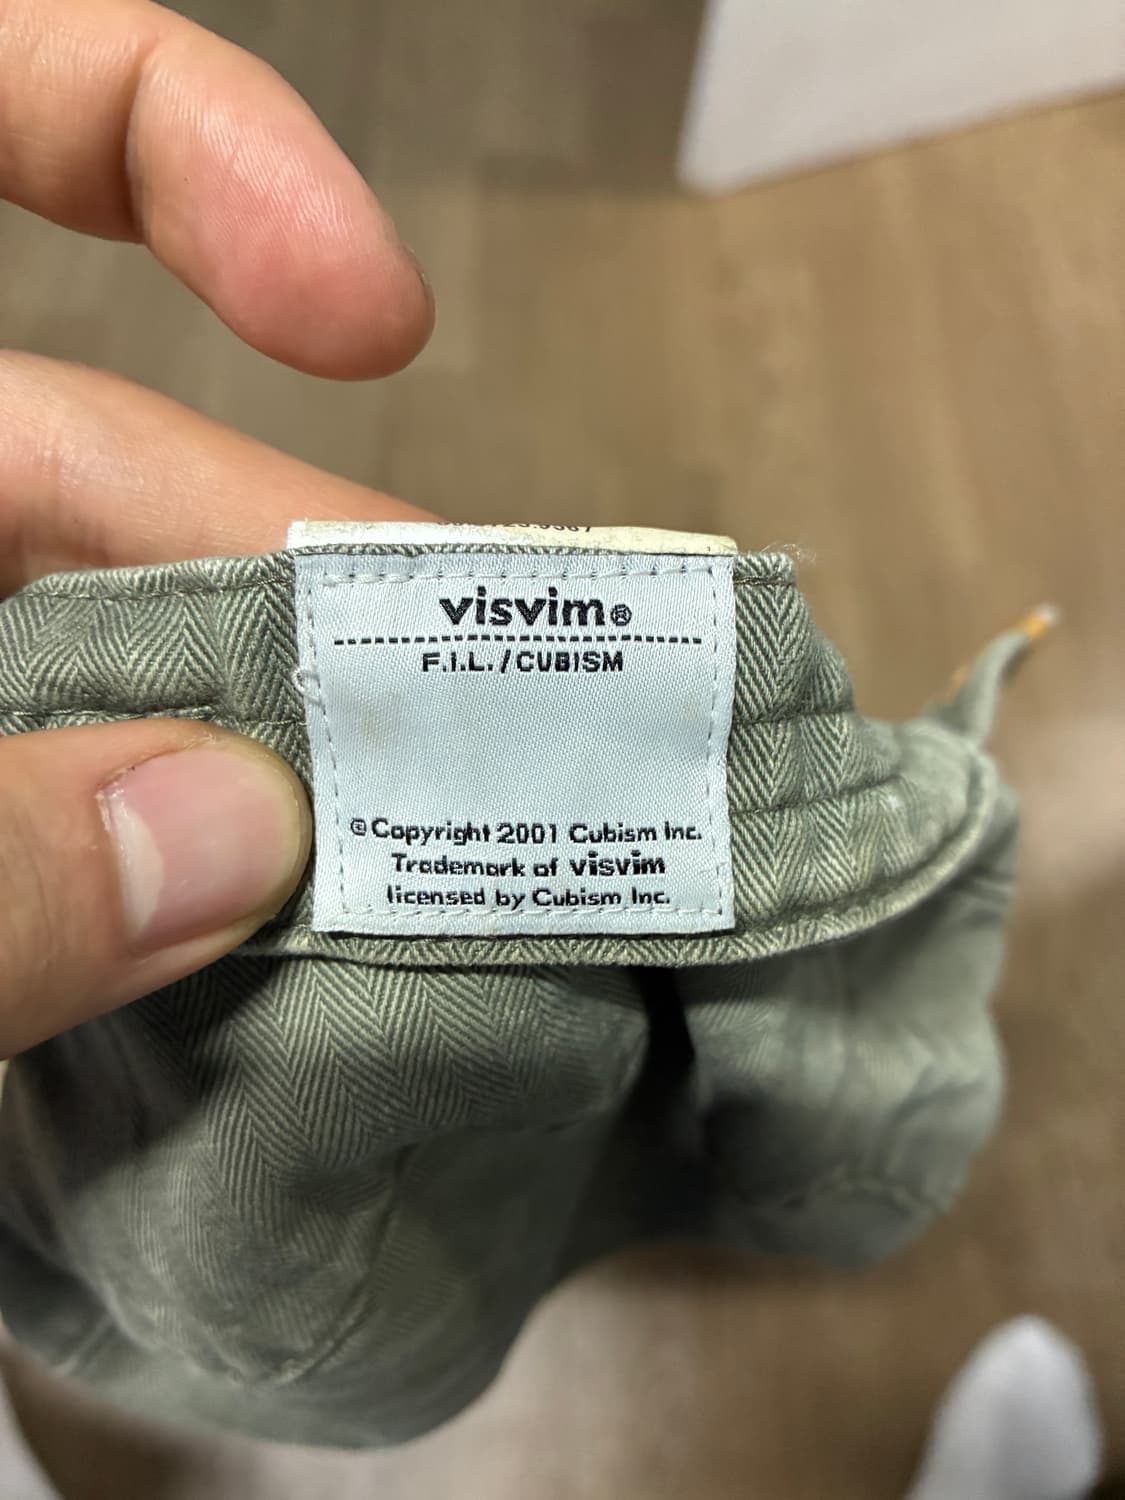 visvim®
F.I.L./CUBISM
© Copyright 2001 Cubism Inc.
Trademark of visvim
licensed by Cubism Inc.